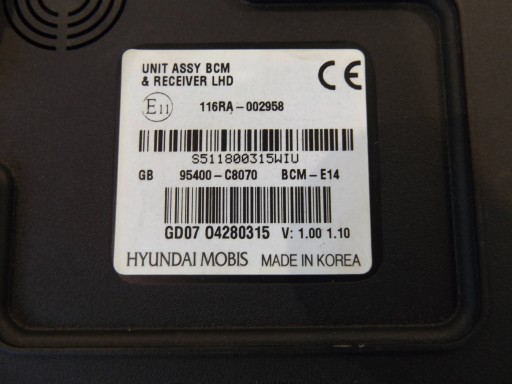 UNIT ASSY BCM
& RECEIVER LHD
CE
E11 116RA-002958
S511800315WIU
GB 95400-C8070 BCM-E14
GD07 04280315 V: 1.00 1.10
HYUNDAI MOBIS MADE IN KOREA